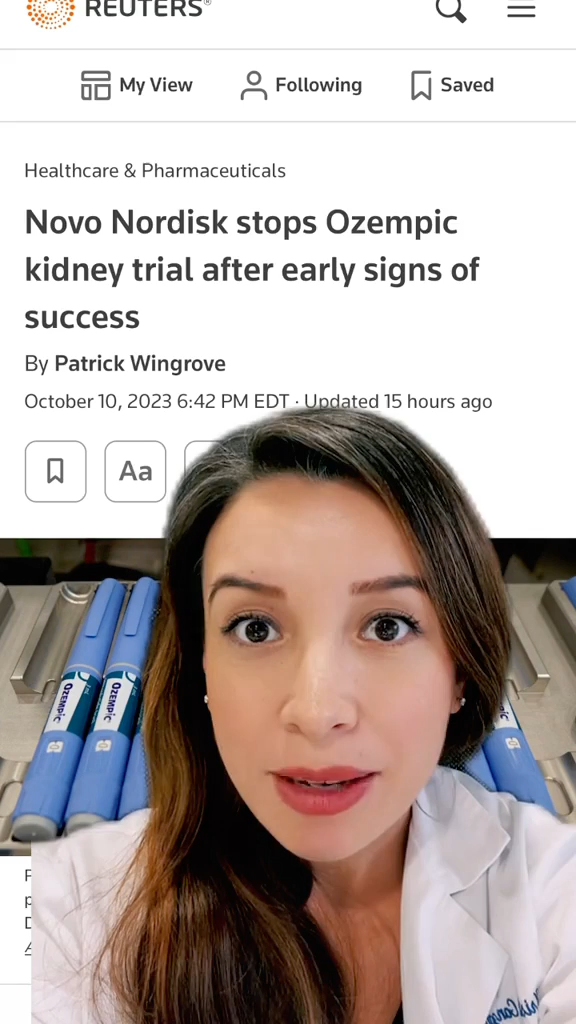 REUTERS®
My View
Following
Saved
Healthcare & Pharmaceuticals
Novo Nordisk stops Ozempic
kidney trial after early signs of
success
By Patrick Wingrove
October 10, 2023 6:42 PM EDT · Updated 15 hours ago
Aa
OZEMPIC
OZEMPIC